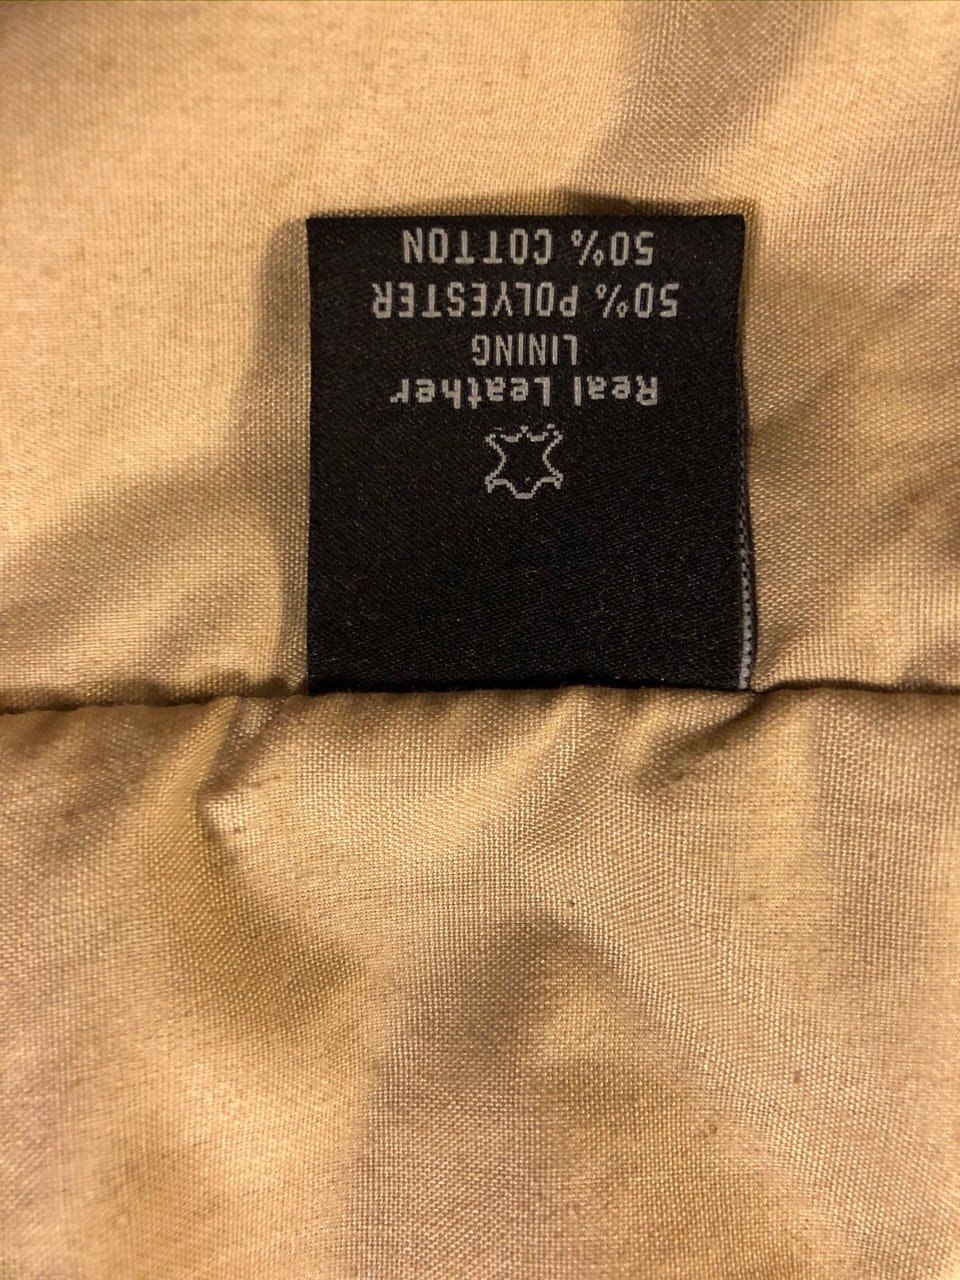 Real Leather
LINING
50% POLYESTER
50% COTTON